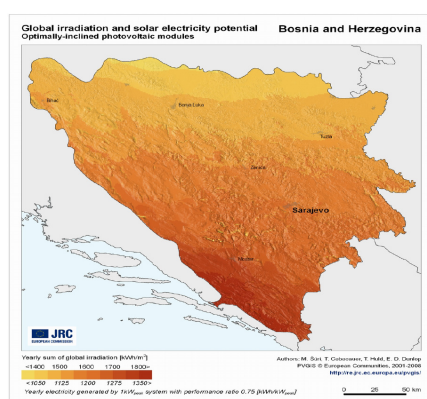 Global irradiation and solar electricity potential
Optimally-inclined photovoltaic modules
Bosnia and Herzegovina
Bihac
Banja Luka
Tuzla
Zenica
Sarajevo
Mostar
JRC
EUROPEAN COMMISSION
Yearly sum of global irradiation [kWh/m²]
<1400 1500 1600 1700 1800>
<1050 1125 1200 1275 1350>
Yearly electricity generated by 1kWpeak system with performance ratio 0.75 [kWh/kWpeak]
Authors: M. Šúri, T. Cebecauer, T. Huld, E. D. Dunlop
PVGIS © European Communities, 2001-2008
http://re.jrc.ec.europa.eu/pvgis/
0 25 50 km